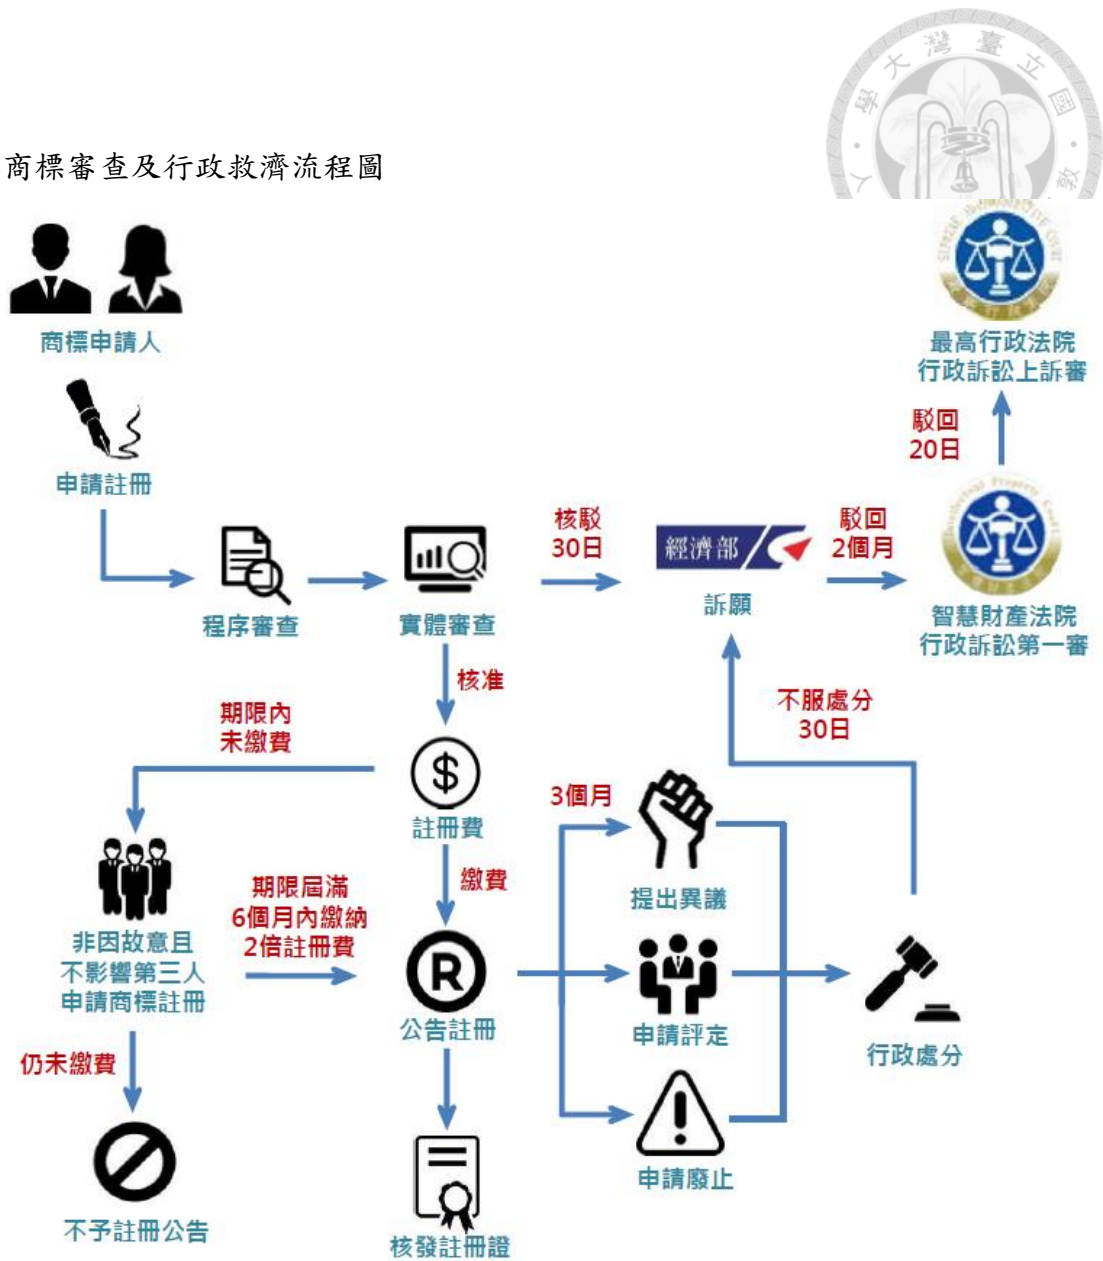 國立臺灣大學
商標審查及行政救濟流程圖
商標申請人
最高行政法院
行政訴訟上訴審
駁回
20日
申請註冊
核駁
30日
經濟部
駁回
2個月
訴願
智慧財產法院
行政訴訟第一審
程序審查
實體審查
核准
不服處分
30日
期限內
未繳費
$
註冊費
3個月
繳費
提出異議
期限屆滿
6個月內繳納
2倍註冊費
非因故意且
不影響第三人
申請商標註冊
R
公告註冊
申請評定
行政處分
仍未繳費
申請廢止
不予註冊公告
核發註冊證